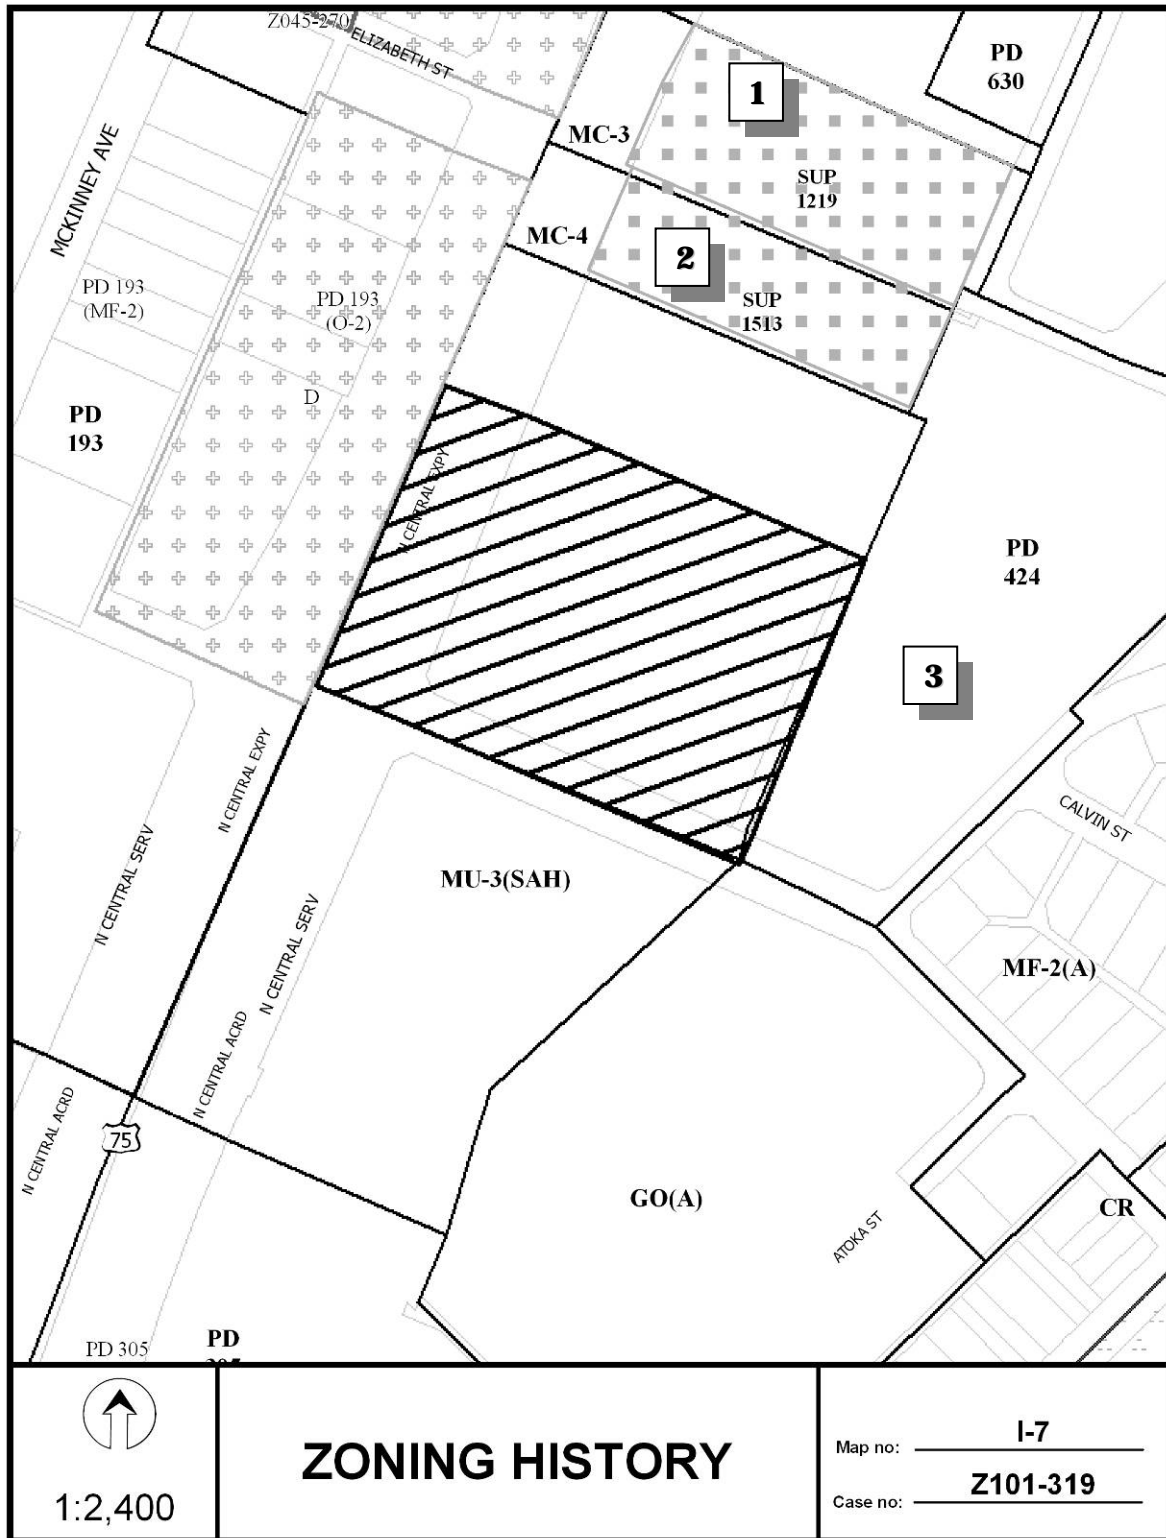 Z045-270
ELIZABETH ST
PD
630
1
MC-3
MCKINNEY AVE
SUP
1219
MC-4
2
PD 193
(MF-2)
PD 193
(O-2)
SUP
1513
D
PD
193
N CENTRAL EXPY
PD
424
3
N CENTRAL EXPY
CALVIN ST
N CENTRAL SERV
MU-3(SAH)
N CENTRAL SERV
MF-2(A)
N CENTRAL ACRD
N CENTRAL ACRD
75
GO(A)
CR
ATOKA ST
PD 305
PD
1:2,400
ZONING HISTORY
Map no: I-7
Case no: Z101-319